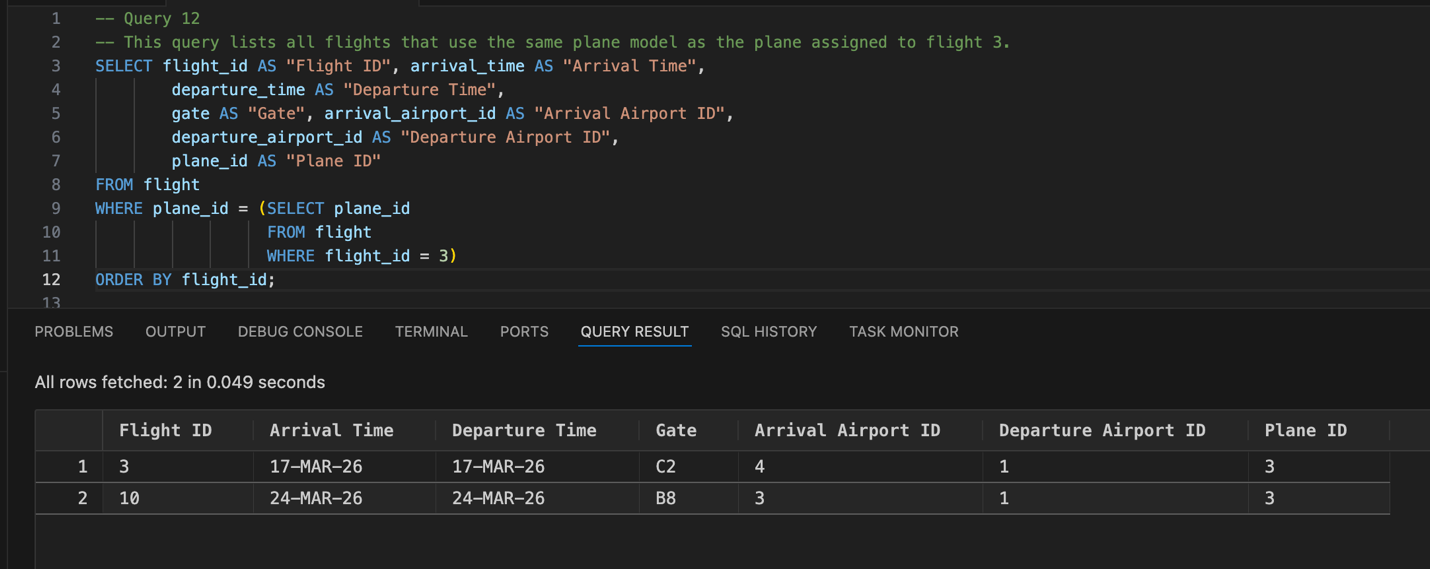 1 -- Query 12
2 -- This query lists all flights that use the same plane model as the plane assigned to flight 3.
3 SELECT flight_id AS "Flight ID", arrival_time AS "Arrival Time",
4 departure_time AS "Departure Time",
5 gate AS "Gate", arrival_airport_id AS "Arrival Airport ID",
6 departure_airport_id AS "Departure Airport ID",
7 plane_id AS "Plane ID"
8 FROM flight
9 WHERE plane_id = (SELECT plane_id
10 FROM flight
11 WHERE flight_id = 3)
12 ORDER BY flight_id;
13
PROBLEMS OUTPUT DEBUG CONSOLE TERMINAL PORTS QUERY RESULT SQL HISTORY TASK MONITOR
All rows fetched: 2 in 0.049 seconds
Flight ID Arrival Time Departure Time Gate Arrival Airport ID Departure Airport ID Plane ID
1 3 17-MAR-26 17-MAR-26 C2 4 1 3
2 10 24-MAR-26 24-MAR-26 B8 3 1 3